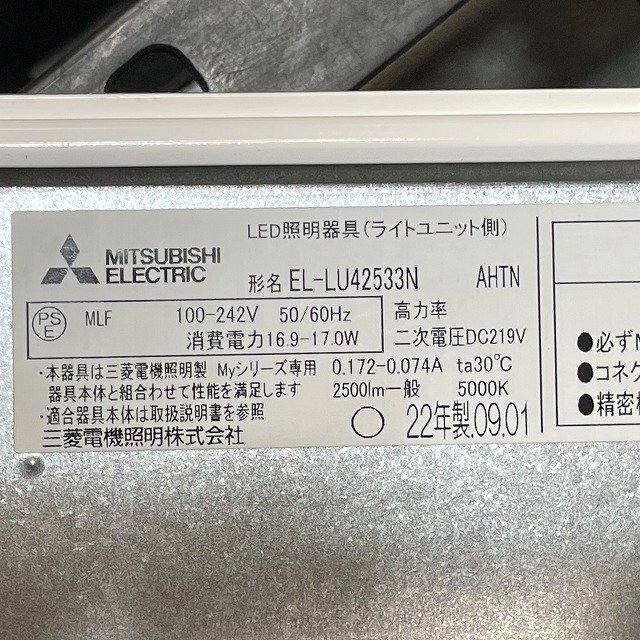 LED照明器具(ライトユニット側)
MITSUBISHI
ELECTRIC
形名 EL-LU42533N AHTN
PS
E
MLF 100-242V 50/60Hz 高力率
消費電力16.9-17.0W 二次電圧DC219V
・本器具は三菱電機照明製 Myシリーズ専用 0.172-0.074A ta30℃
器具本体と組合わせて性能を満足します 2500lm一般 5000K
・適合器具本体は取扱説明書を参照
三菱電機照明株式会社 22年製.09.01
●必ず
●コネク
●精密